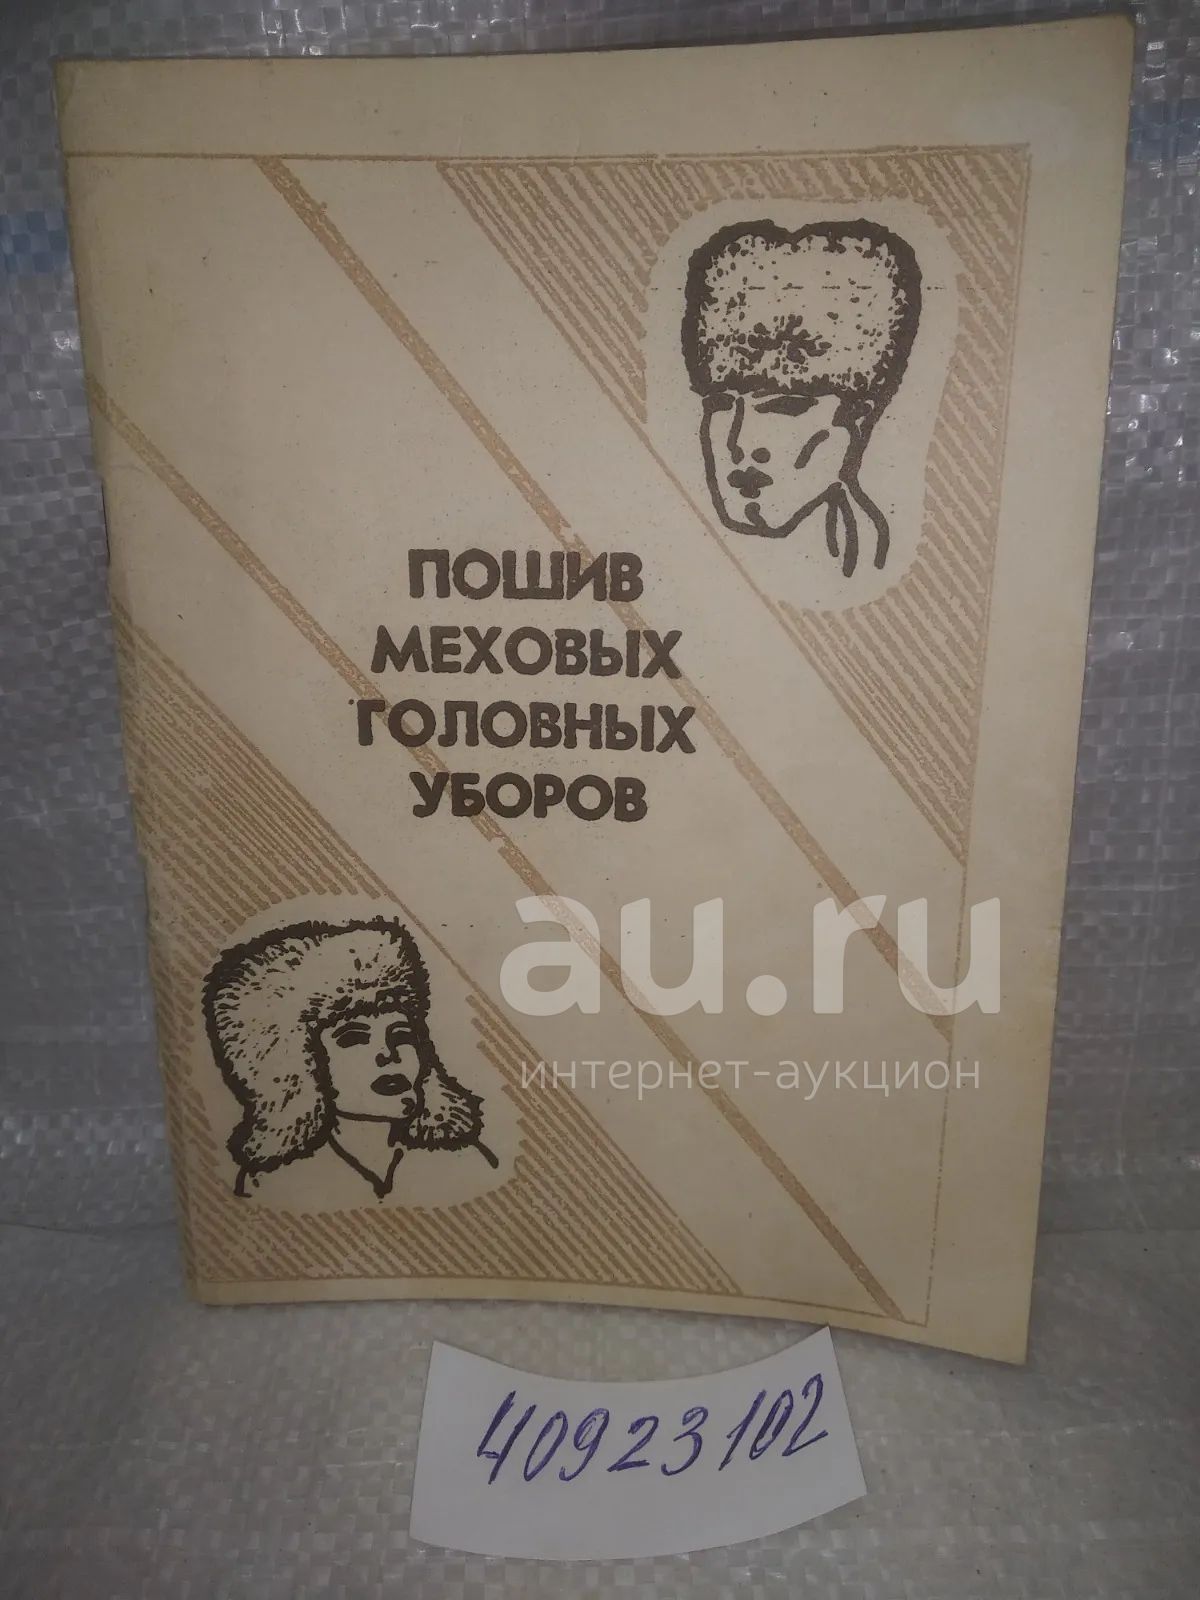 ПОШИВ
МЕХОВЫХ
ГОЛОВНЫХ
УБОРОВ
au.ru
интернет-аукцион
40923102